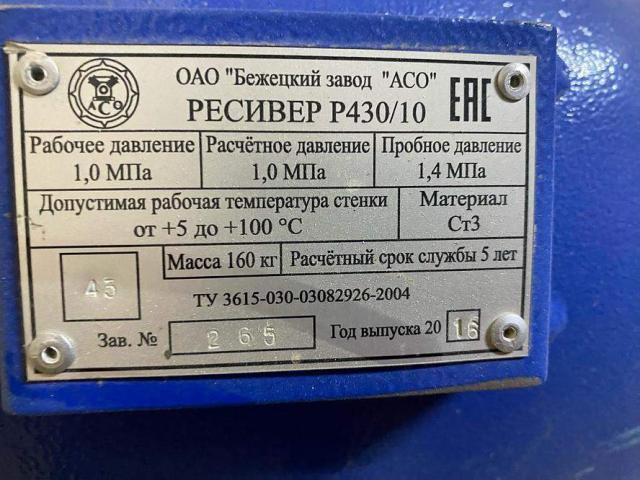 ОАО "Бежецкий завод "АСО"
АСО
РЕСИВЕР Р430/10
ЕАС
Рабочее давление
1,0 МПа
Расчётное давление
1,0 МПа
Пробное давление
1,4 МПа
Допустимая рабочая температура стенки
от +5 до +100 °С
Материал
Ст3
45
Масса 160 кг
Расчётный срок службы 5 лет
ТУ 3615-030-03082926-2004
Зав. № 265 Год выпуска 20 16